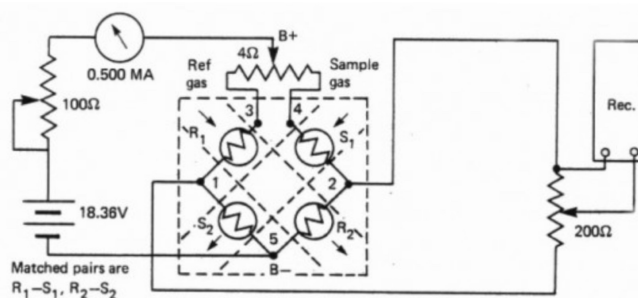 B+
4Ω
0.500 MA
Ref
gas
Sample
gas
100Ω
3
4
R₁
S₁
Rec.
1
2
18.36V
S₂
R₂
5
200Ω
B−
Matched pairs are
R₁–S₁, R₂–S₂